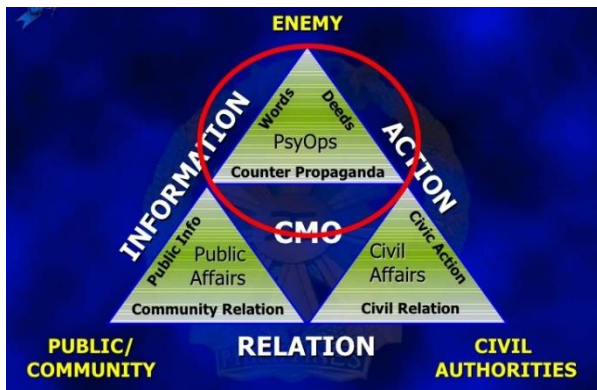 ENEMY
INFORMATION
ACTION
Words
Deeds
PsyOps
Counter Propaganda
CMO
Public Info
Public
Affairs
Community Relation
Civic Action
Civil
Affairs
Civil Relation
RELATION
PUBLIC/
COMMUNITY
CIVIL
AUTHORITIES